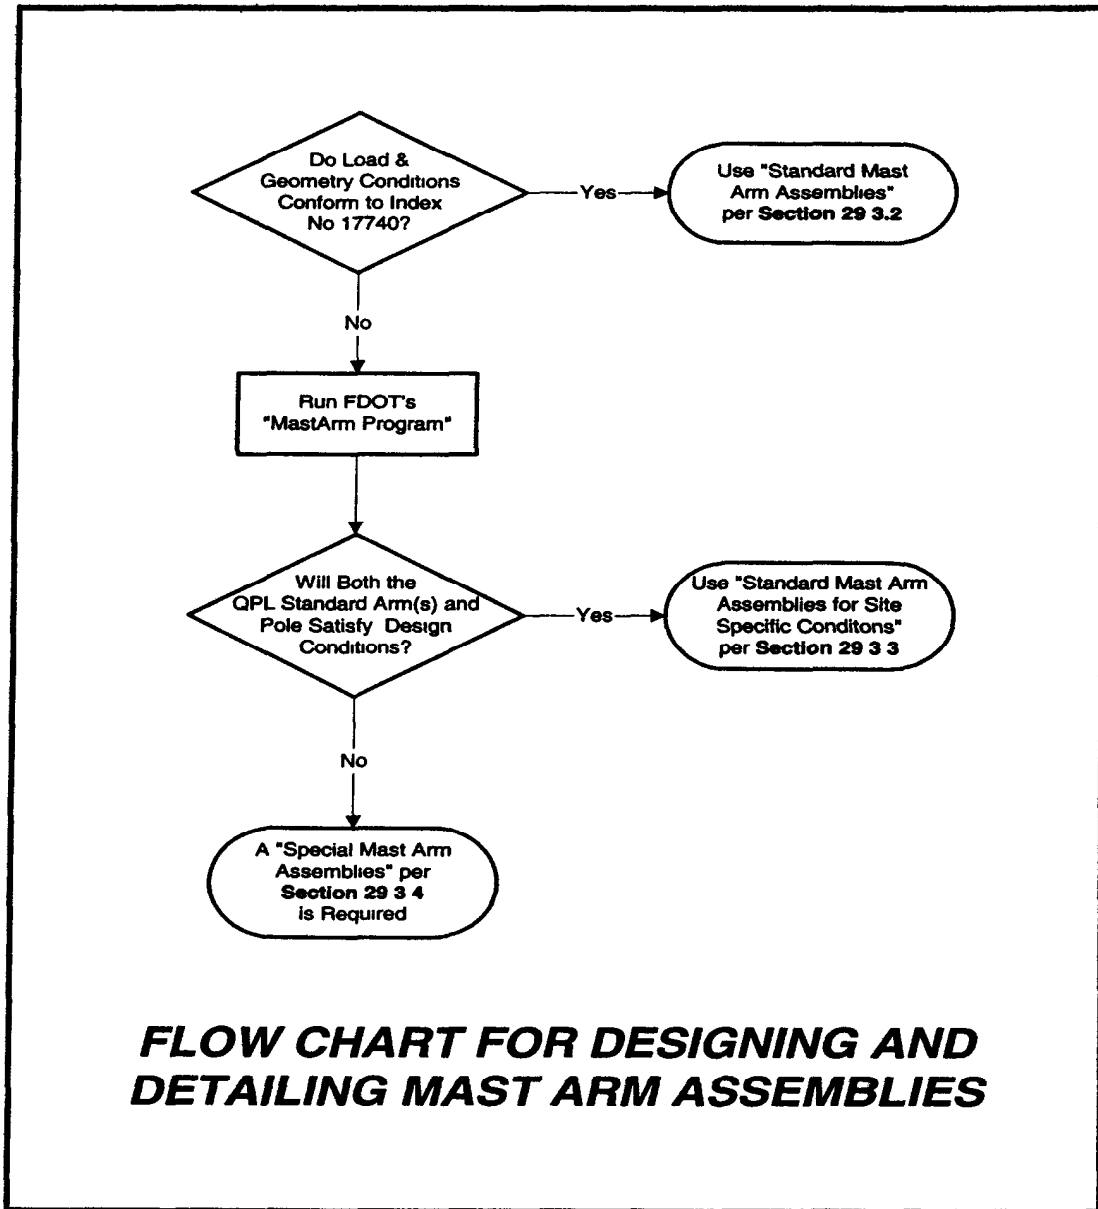 Do Load &
Geometry Conditions
Conform to Index
No 17740?
Yes
Use "Standard Mast
Arm Assemblies"
per Section 29 3.2
No
Run FDOT's
"MastArm Program"
Will Both the
QPL Standard Arm(s) and
Pole Satisfy Design
Conditions?
Yes
Use "Standard Mast Arm
Assemblies for Site
Specific Conditons"
per Section 29 3 3
No
A "Special Mast Arm
Assemblies" per
Section 29 3 4
is Required
FLOW CHART FOR DESIGNING AND
DETAILING MAST ARM ASSEMBLIES